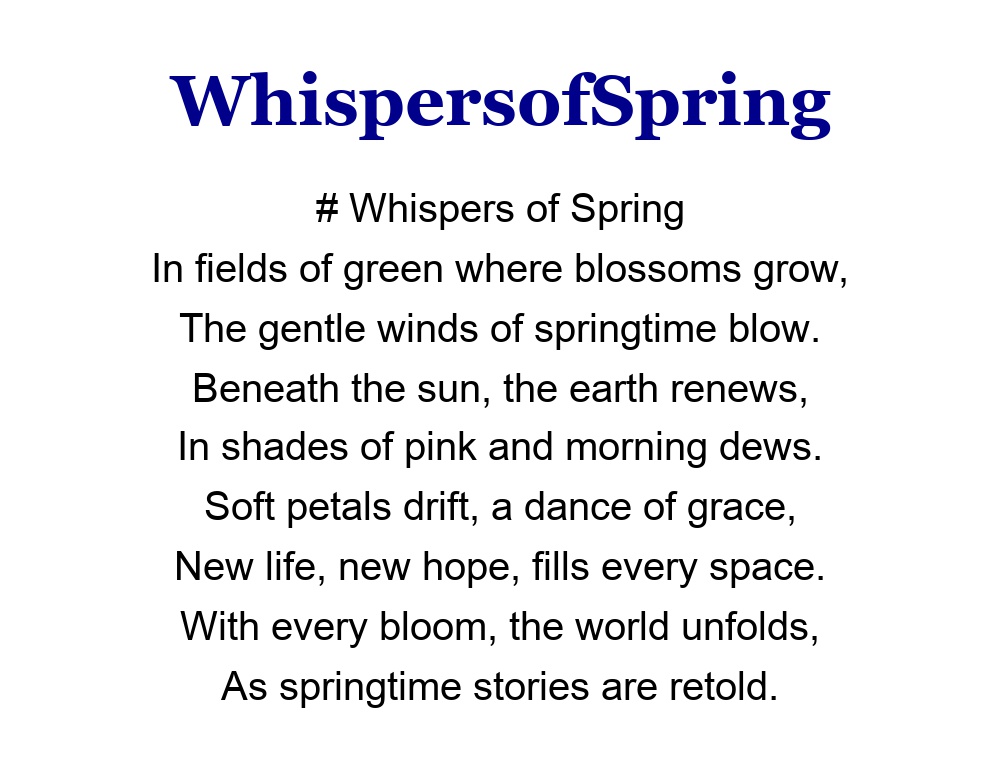 WhispersofSpring
# Whispers of Spring
In fields of green where blossoms grow,
The gentle winds of springtime blow.
Beneath the sun, the earth renews,
In shades of pink and morning dews.
Soft petals drift, a dance of grace,
New life, new hope, fills every space.
With every bloom, the world unfolds,
As springtime stories are retold.